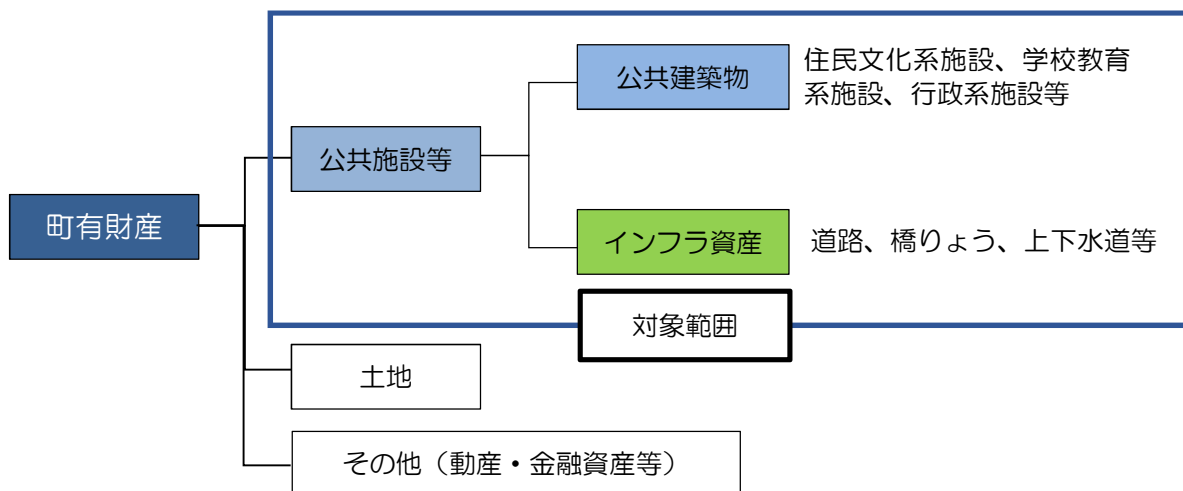 公共建築物
住民文化系施設、学校教育
系施設、行政系施設等
公共施設等
町有財産
インフラ資産
道路、橋りょう、上下水道等
対象範囲
土地
その他（動産・金融資産等）